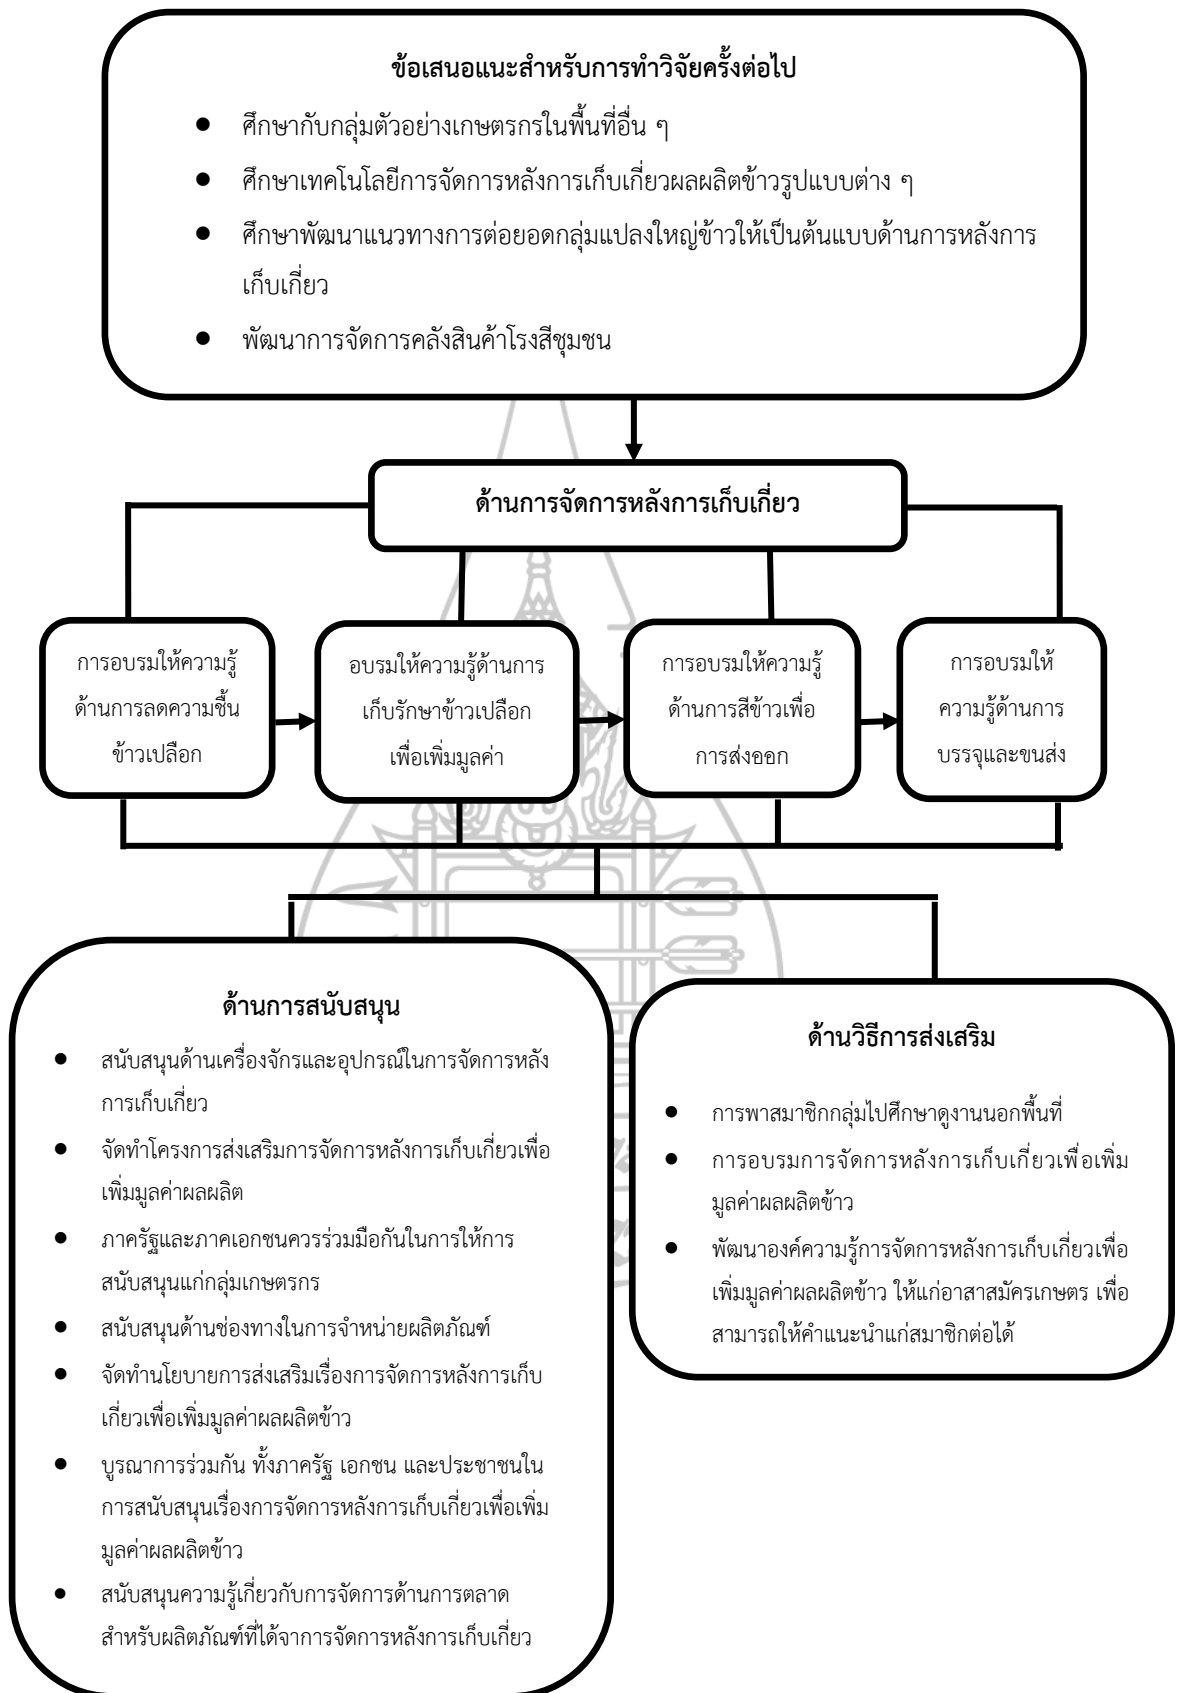 ข้อเสนอแนะสำหรับการทำวิจัยครั้งต่อไป
● ศึกษากับกลุ่มตัวอย่างเกษตรกรในพื้นที่อื่น ๆ
● ศึกษาเทคโนโลยีการจัดการหลังการเก็บเกี่ยวผลผลิตข้าวรูปแบบต่าง ๆ
● ศึกษาพัฒนาแนวทางการต่อยอดกลุ่มแปลงใหญ่ข้าวให้เป็นต้นแบบด้านการหลังการ
เก็บเกี่ยว
● พัฒนาการจัดการคลังสินค้าโรงสีชุมชน
ด้านการจัดการหลังการเก็บเกี่ยว
การอบรมให้ความรู้
ด้านการลดความชื้น
ข้าวเปลือก
อบรมให้ความรู้ด้านการ
เก็บรักษาข้าวเปลือก
เพื่อเพิ่มมูลค่า
การอบรมให้ความรู้
ด้านการสีข้าวเพื่อ
การส่งออก
การอบรมให้
ความรู้ด้านการ
บรรจุและขนส่ง
ด้านการสนับสนุน
● สนับสนุนด้านเครื่องจักรและอุปกรณ์ในการจัดการหลัง
การเก็บเกี่ยว
● จัดทำโครงการส่งเสริมการจัดการหลังการเก็บเกี่ยวเพื่อ
เพิ่มมูลค่าผลผลิต
● ภาครัฐและภาคเอกชนควรร่วมมือกันในการให้การ
สนับสนุนแก่กลุ่มเกษตรกร
● สนับสนุนด้านช่องทางในการจำหน่ายผลิตภัณฑ์
● จัดทำนโยบายการส่งเสริมเรื่องการจัดการหลังการเก็บ
เกี่ยวเพื่อเพิ่มมูลค่าผลผลิตข้าว
● บูรณาการร่วมกัน ทั้งภาครัฐ เอกชน และประชาชนใน
การสนับสนุนเรื่องการจัดการหลังการเก็บเกี่ยวเพื่อเพิ่ม
มูลค่าผลผลิตข้าว
● สนับสนุนความรู้เกี่ยวกับการจัดการด้านการตลาด
สำหรับผลิตภัณฑ์ที่ได้จาการจัดการหลังการเก็บเกี่ยว
ด้านวิธีการส่งเสริม
● การพาสมาชิกกลุ่มไปศึกษาดูงานนอกพื้นที่
● การอบรมการจัดการหลังการเก็บเกี่ยวเพื่อเพิ่ม
มูลค่าผลผลิตข้าว
● พัฒนาองค์ความรู้การจัดการหลังการเก็บเกี่ยวเพื่อ
เพิ่มมูลค่าผลผลิตข้าว ให้แก่อาสาสมัครเกษตร เพื่อ
สามารถให้คำแนะนำแก่สมาชิกต่อได้